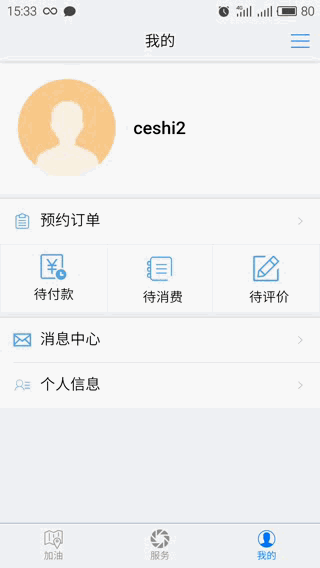 15:33 4G 80
我的
ceshi2
预约订单
待付款 待消费 待评价
消息中心
个人信息
加油 服务 我的